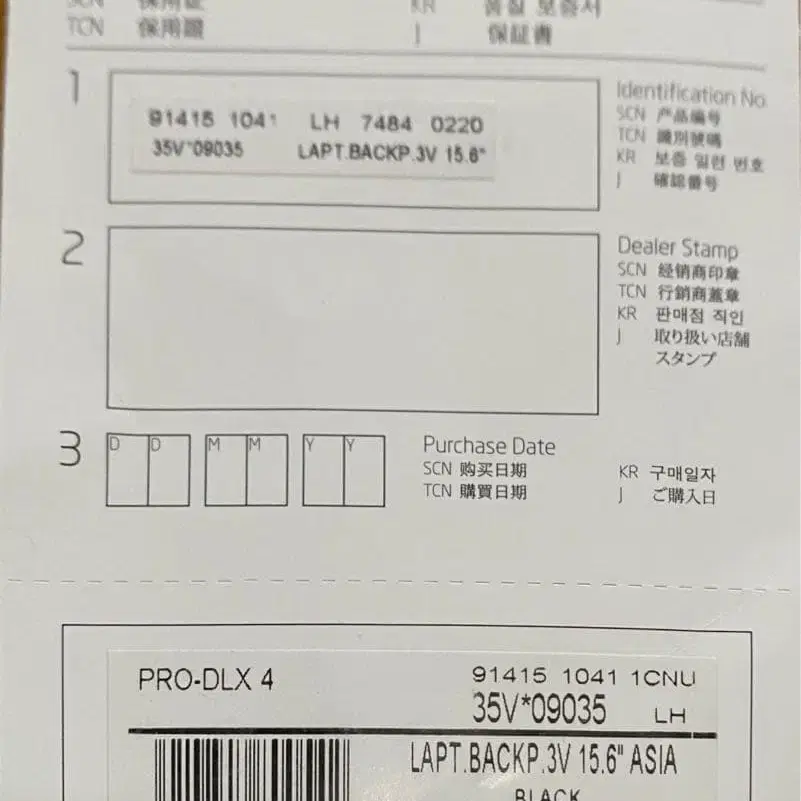 SCN 保用证
KR 품질 보증서
TCN 保用證
J 保証書
1
91415 1041 LH 7484 0220
35V*09035 LAPT.BACKP.3V 15.6"
Identification No.
SCN 产品编号
TCN 識別號碼
KR 보증 일련 번호
J 確認番号
2
Dealer Stamp
SCN 经销商印章
TCN 行銷商蓋章
KR 판매점 직인
J 取り扱い店舗
スタンプ
3
D D M M Y Y
Purchase Date
SCN 购买日期
TCN 購買日期
KR 구매일자
J ご購入日
PRO-DLX 4
91415 1041 1CNU
35V*09035 LH
LAPT.BACKP.3V 15.6" ASIA
BLACK